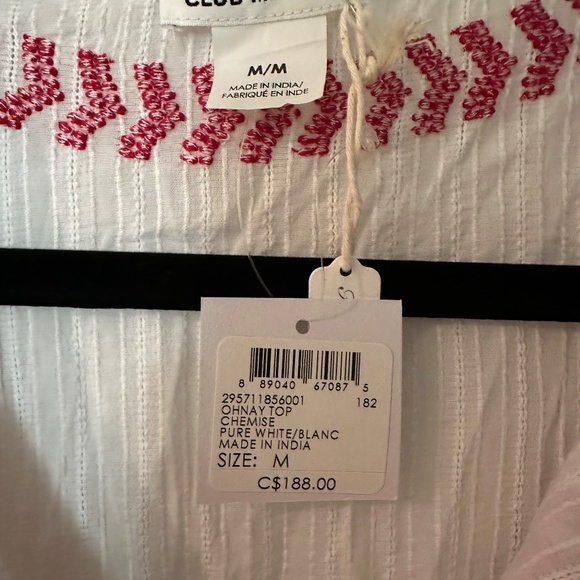 CLUB
M/M
MADE IN INDIA/
FABRIQUÉ EN INDE
8 89040 67087 5
295711856001 182
OHNAY TOP
CHEMISE
PURE WHITE/BLANC
MADE IN INDIA
SIZE: M
C$188.00